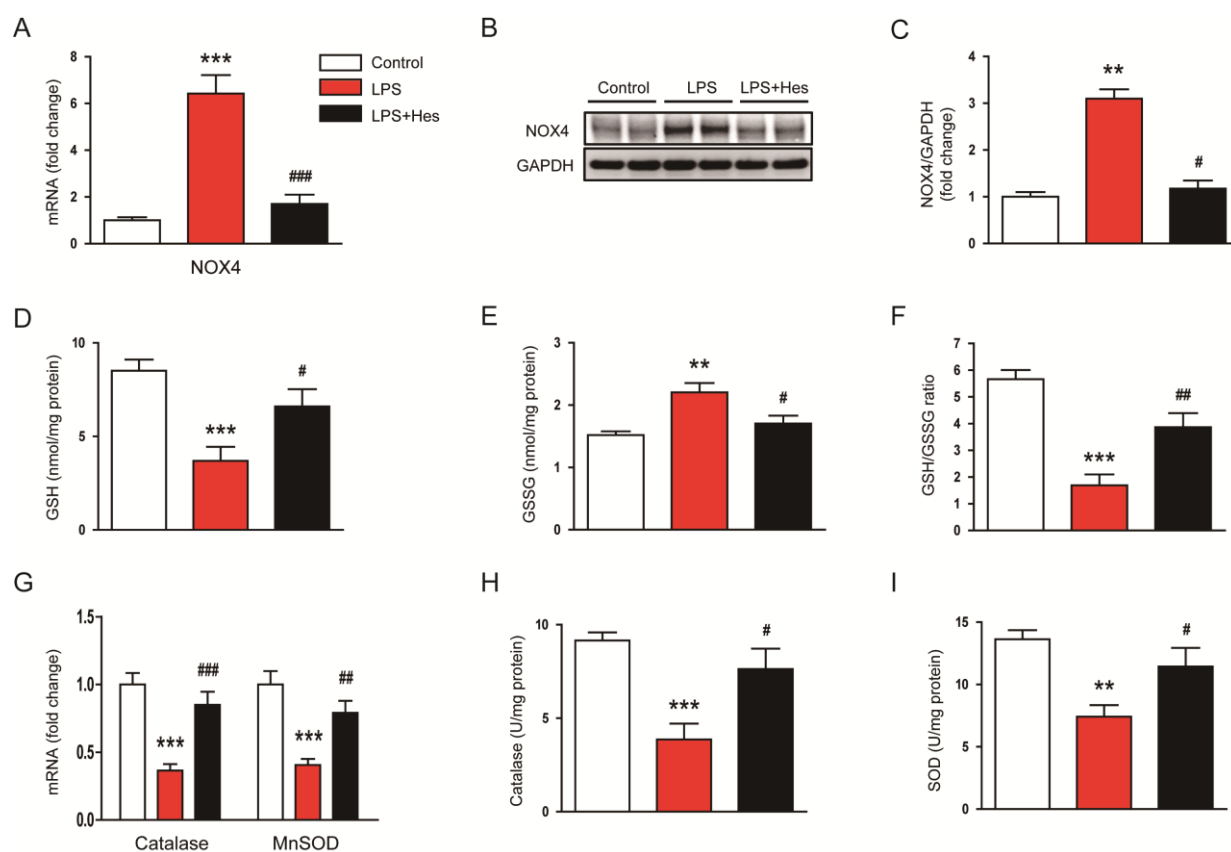 A
mRNA (fold change)
8
6
4
2
0
***
###
NOX4
Control
LPS
LPS+Hes
B
Control LPS LPS+Hes
NOX4
GAPDH
C
NOX4/GAPDH
(fold change)
4
3
2
1
0
**
#
D
GSH (nmol/mg protein)
10
5
0
***
#
E
GSSG (nmol/mg protein)
3
2
1
0
**
#
F
GSH/GSSG ratio
6
5
4
3
2
1
0
***
##
G
mRNA (fold change)
1.5
1.0
0.5
0.0
***
###
***
##
Catalase MnSOD
H
Catalase (U/mg protein)
10
5
0
***
#
I
SOD (U/mg protein)
15
10
5
0
**
#